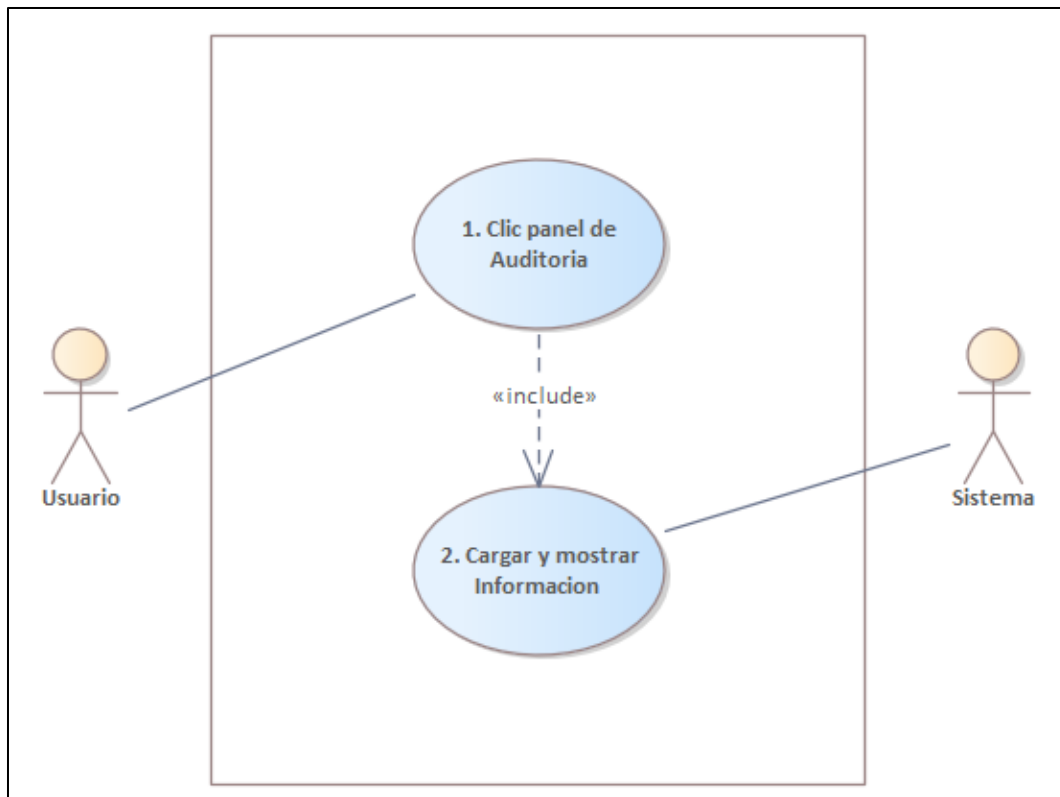 1. Clic panel de
Auditoria
«include»
Usuario
Sistema
2. Cargar y mostrar
Informacion